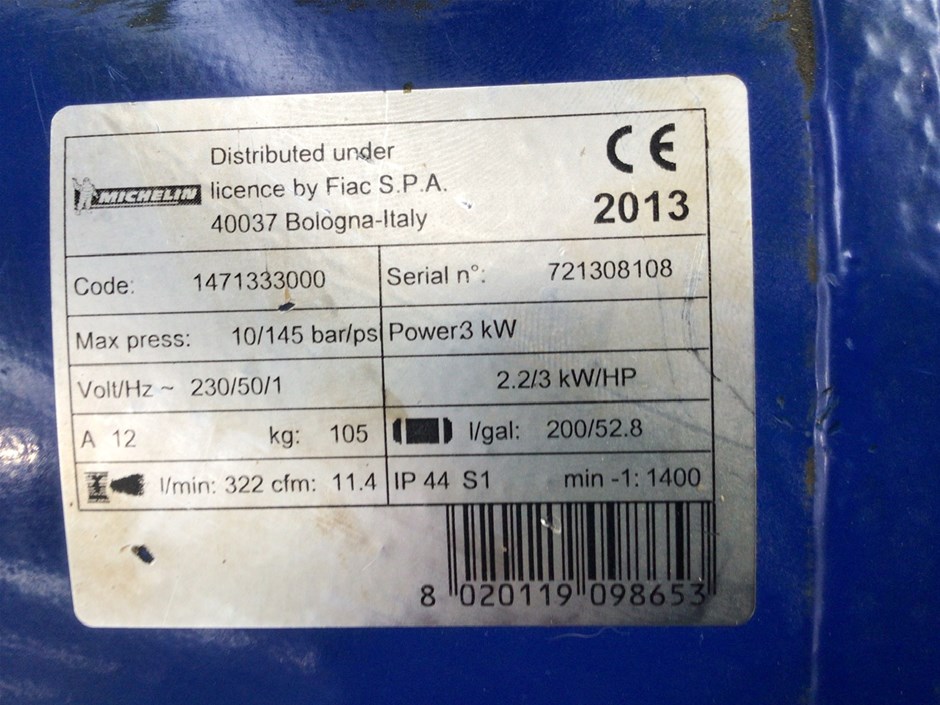 Distributed under
MICHELIN licence by Fiac S.P.A.
40037 Bologna-Italy
CE
2013
Code: 1471333000 Serial n°: 721308108
Max press: 10/145 bar/psi Power3 kW
Volt/Hz ~ 230/50/1 2.2/3 kW/HP
A 12 kg: 105 l/gal: 200/52.8
l/min: 322 cfm: 11.4 IP 44 S1 min -1: 1400
8 020119 098653